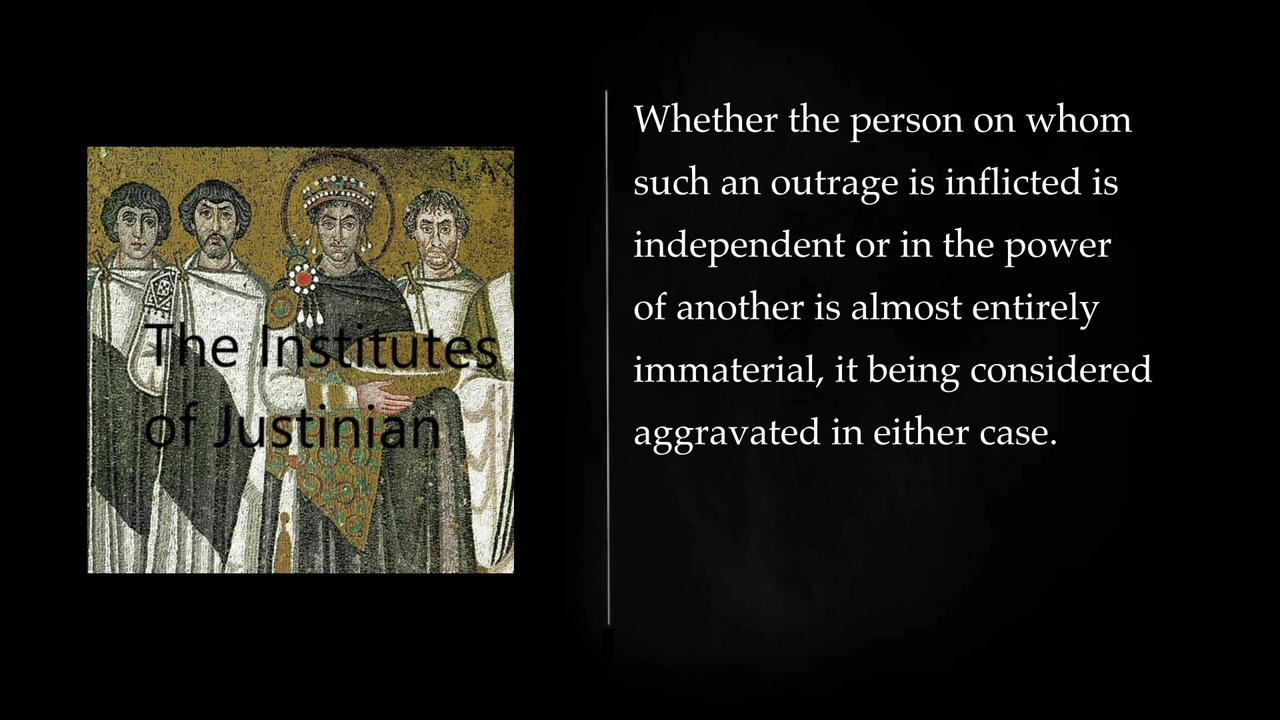 MAX
The Institutes
of Justinian
Whether the person on whom
such an outrage is inflicted is
independent or in the power
of another is almost entirely
immaterial, it being considered
aggravated in either case.